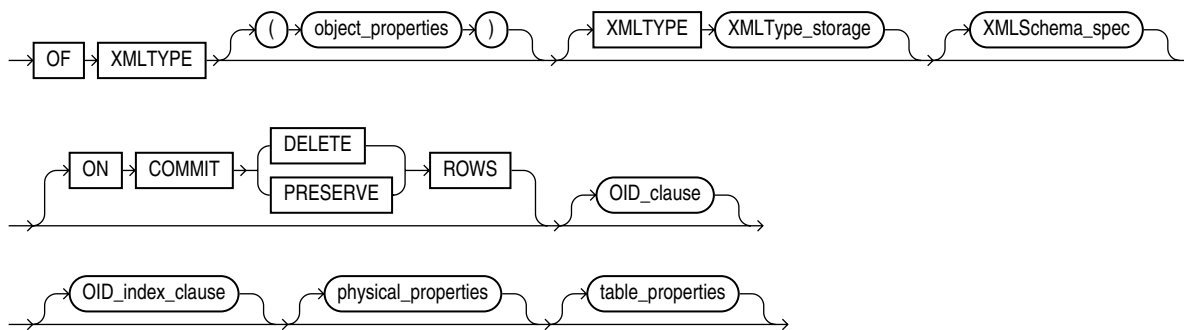 ( object_properties ) XMLTYPE XMLType_storage XMLSchema_spec
OF XMLTYPE
DELETE
ON COMMIT ROWS
PRESERVE OID_clause
OID_index_clause physical_properties table_properties